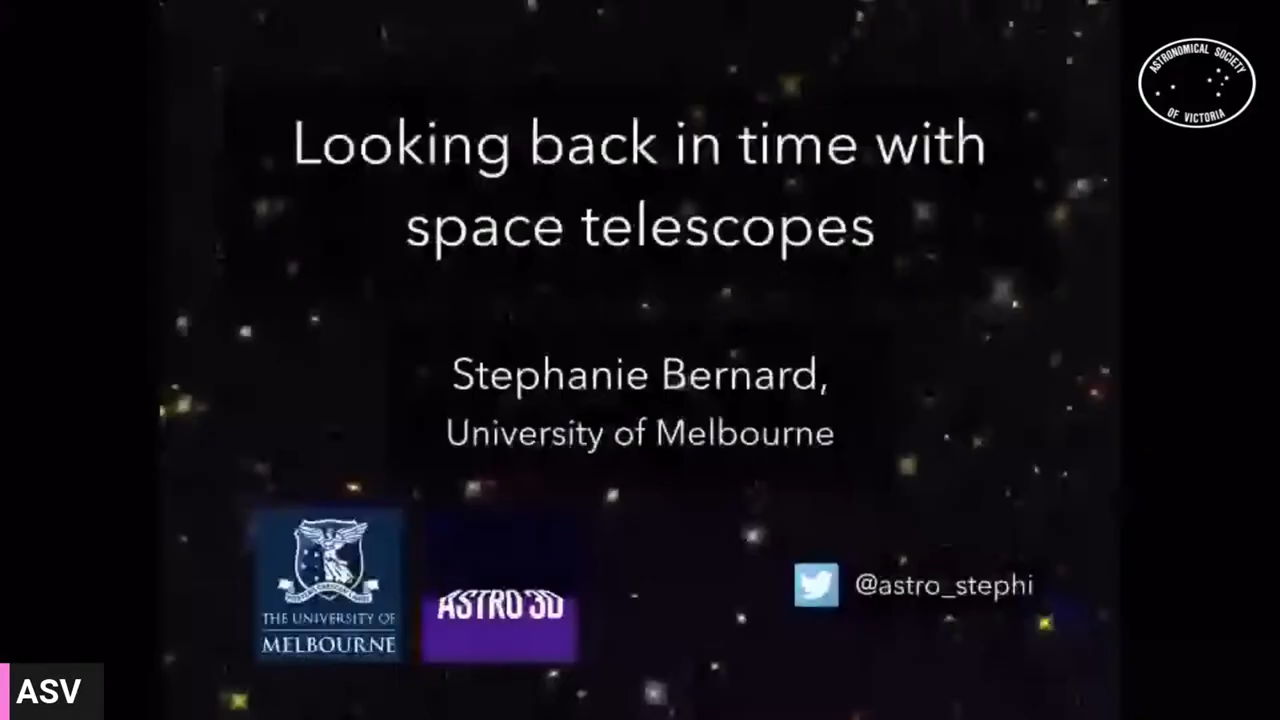 ASTRONOMICAL SOCIETY
OF VICTORIA
Looking back in time with
space telescopes
Stephanie Bernard,
University of Melbourne
THE UNIVERSITY OF
MELBOURNE
ASTRO 3D
@astro_stephi
ASV